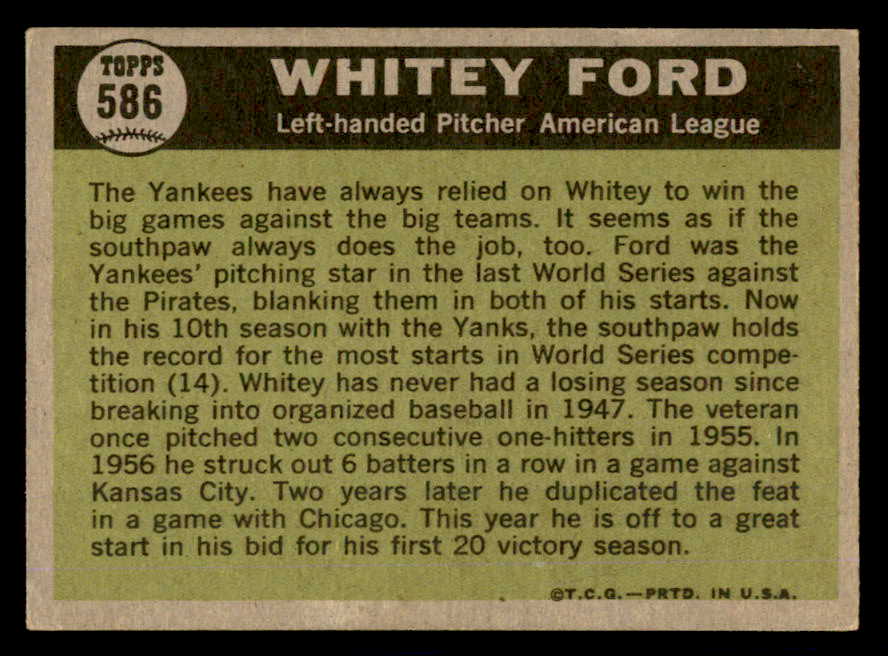 TOPPS
586
WHITEY FORD
Left-handed Pitcher American League
The Yankees have always relied on Whitey to win the
big games against the big teams. It seems as if the
southpaw always does the job, too. Ford was the
Yankees' pitching star in the last World Series against
the Pirates, blanking them in both of his starts. Now
in his 10th season with the Yanks, the southpaw holds
the record for the most starts in World Series compe-
tition (14). Whitey has never had a losing season since
breaking into organized baseball in 1947. The veteran
once pitched two consecutive one-hitters in 1955. In
1956 he struck out 6 batters in a row in a game against
Kansas City. Two years later he duplicated the feat
in a game with Chicago. This year he is off to a great
start in his bid for his first 20 victory season.
©T.C.G.—PRTD. IN U.S.A.